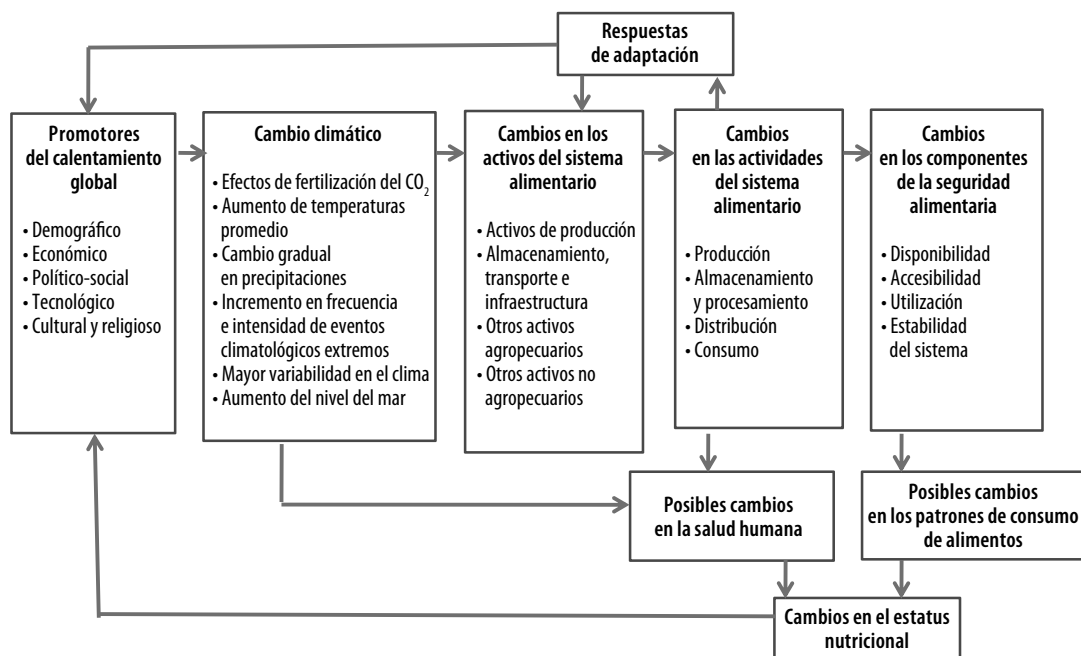 Respuestas
de adaptación
Promotores
del calentamiento
global
• Demográfico
• Económico
• Político-social
• Tecnológico
• Cultural y religioso
Cambio climático
• Efectos de fertilización del CO₂
• Aumento de temperaturas
promedio
• Cambio gradual
en precipitaciones
• Incremento en frecuencia
e intensidad de eventos
climatológicos extremos
• Mayor variabilidad en el clima
• Aumento del nivel del mar
Cambios en los
activos del sistema
alimentario
• Activos de producción
• Almacenamiento,
transporte e
infraestructura
• Otros activos
agropecuarios
• Otros activos no
agropecuarios
Cambios
en las actividades
del sistema
alimentario
• Producción
• Almacenamiento
y procesamiento
• Distribución
• Consumo
Cambios
en los componentes
de la seguridad
alimentaria
• Disponibilidad
• Accesibilidad
• Utilización
• Estabilidad
del sistema
Posibles cambios
en la salud humana
Posibles cambios
en los patrones de consumo
de alimentos
Cambios en el estatus
nutricional